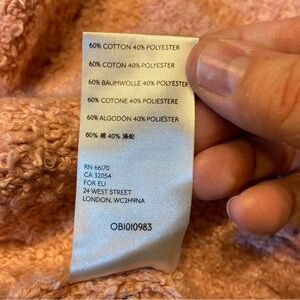 60% COTTON 40% POLYESTER
60% COTON 40% POLYESTER
60% BAUMWOLLE 40% POLYESTER
60% COTONE 40% POLIESTERE
60% ALGODÓN 40% POLIÉSTER
60% 棉 40% 涤纶
RN 66170
CA 32054
FOR EU
24 WEST STREET
LONDON, WC2H9NA
OB1010983